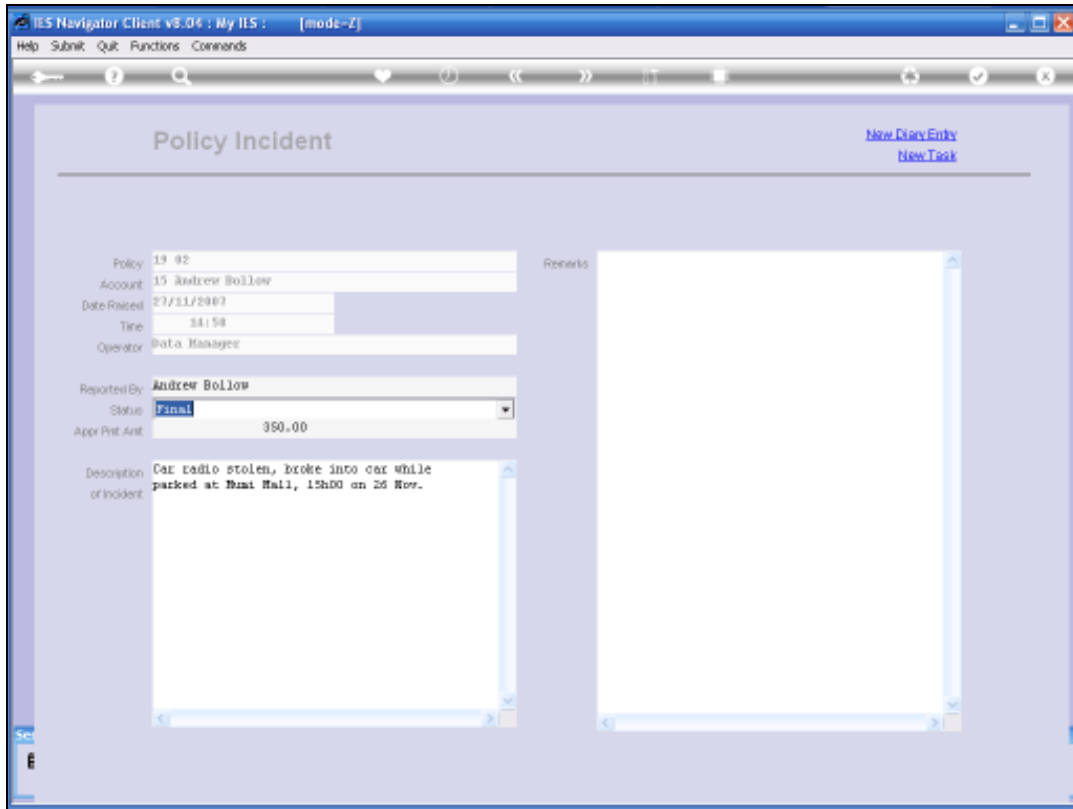 IES Navigator Client v8.04 : My IES : [mode=Z]
Help Submit Quit Functions Commands
Policy Incident
New Diary Entry
New Task
Policy 19 02
Account 15 Andrew Bollow
Date Raised 27/11/2007
Time 11:50
Operator Data Manager
Reported By Andrew Bollow
Status Final
Appr Pmt Amt 350.00
Description of Incident
Car radio stolen, broke into car while
parked at Mumi Mall, 15h00 on 26 Nov.
Remarks